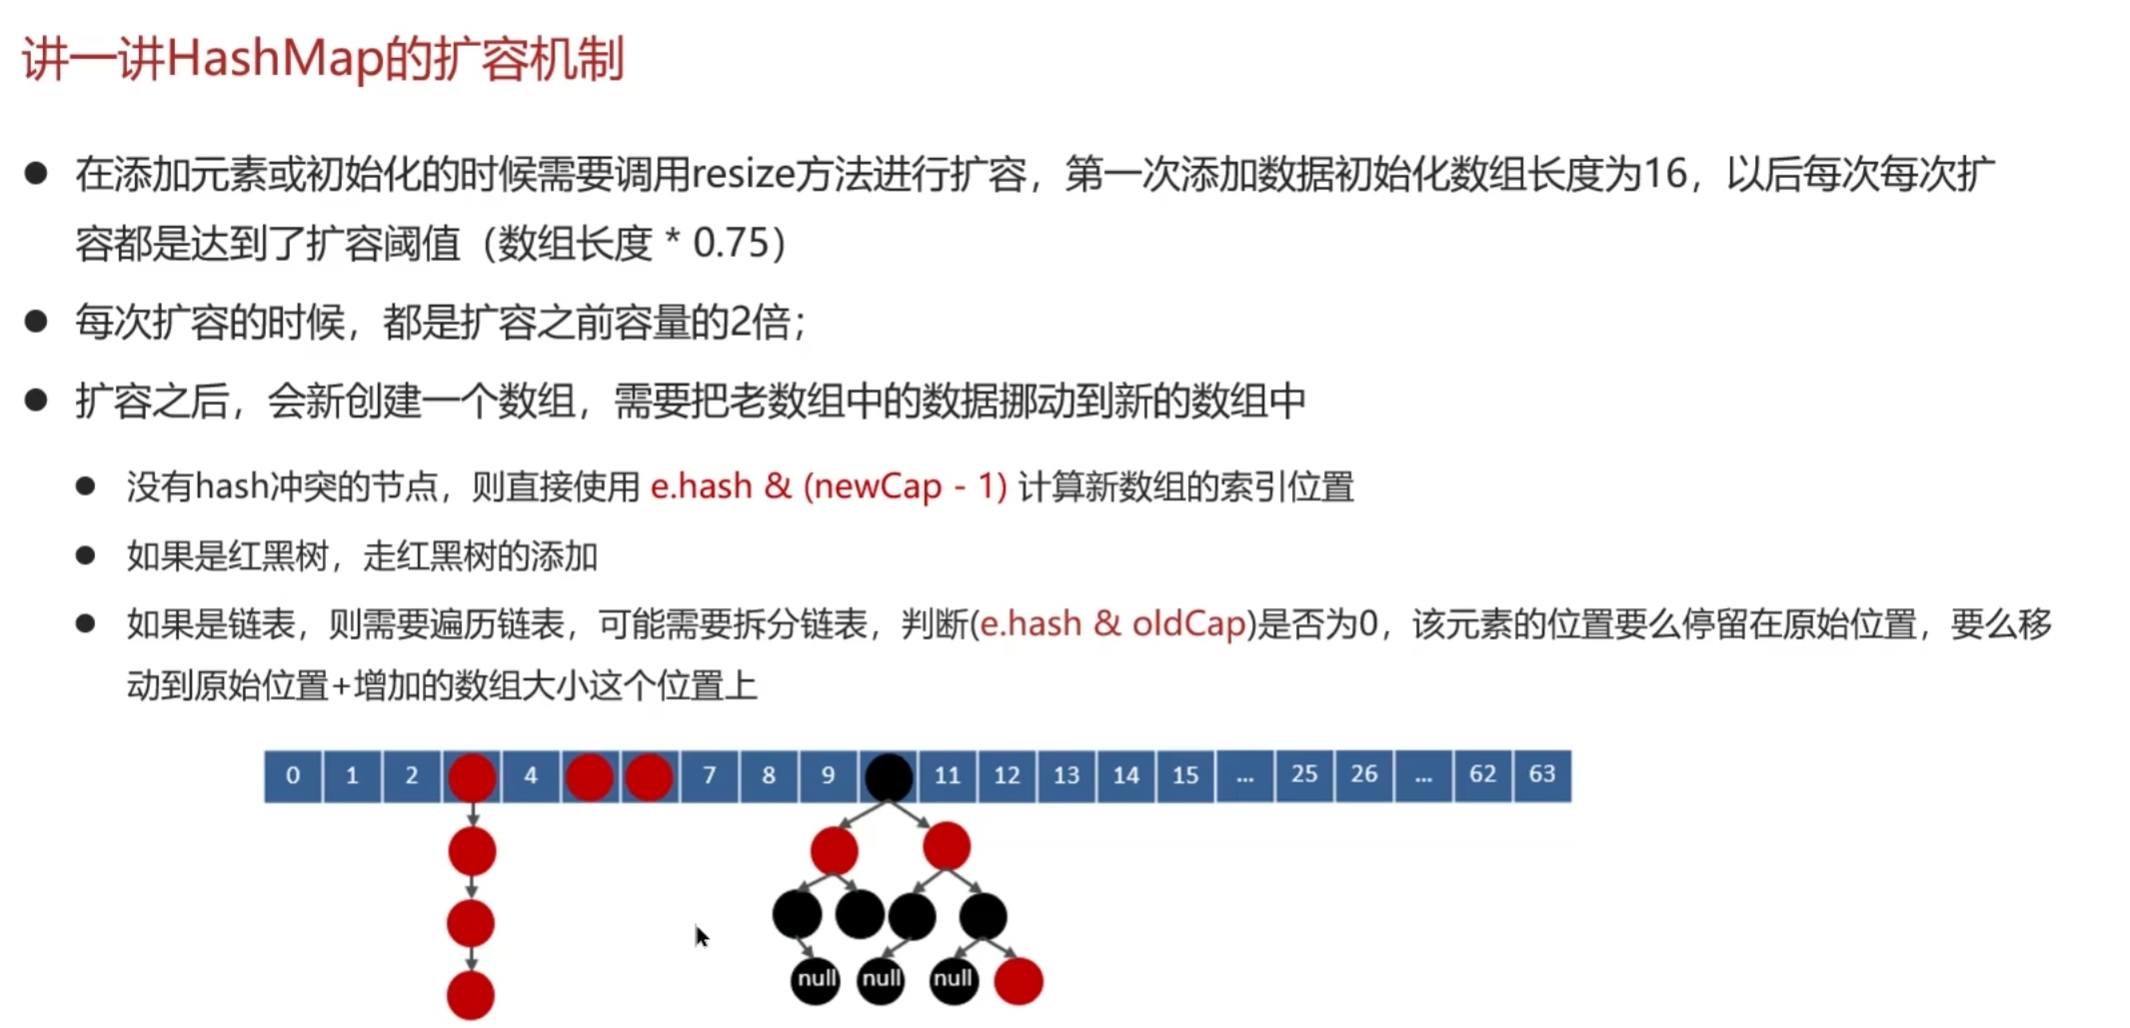 讲一讲HashMap的扩容机制
在添加元素或初始化的时候需要调用resize方法进行扩容，第一次添加数据初始化数组长度为16，以后每次每次扩
容都是达到了扩容阈值（数组长度 * 0.75）
每次扩容的时候，都是扩容之前容量的2倍；
扩容之后，会新创建一个数组，需要把老数组中的数据挪动到新的数组中
没有hash冲突的节点，则直接使用 e.hash & (newCap - 1) 计算新数组的索引位置
如果是红黑树，走红黑树的添加
如果是链表，则需要遍历链表，可能需要拆分链表，判断(e.hash & oldCap)是否为0，该元素的位置要么停留在原始位置，要么移
动到原始位置+增加的数组大小这个位置上
0 1 2 4 7 8 9 11 12 13 14 15 ... 25 26 ... 62 63
null null null